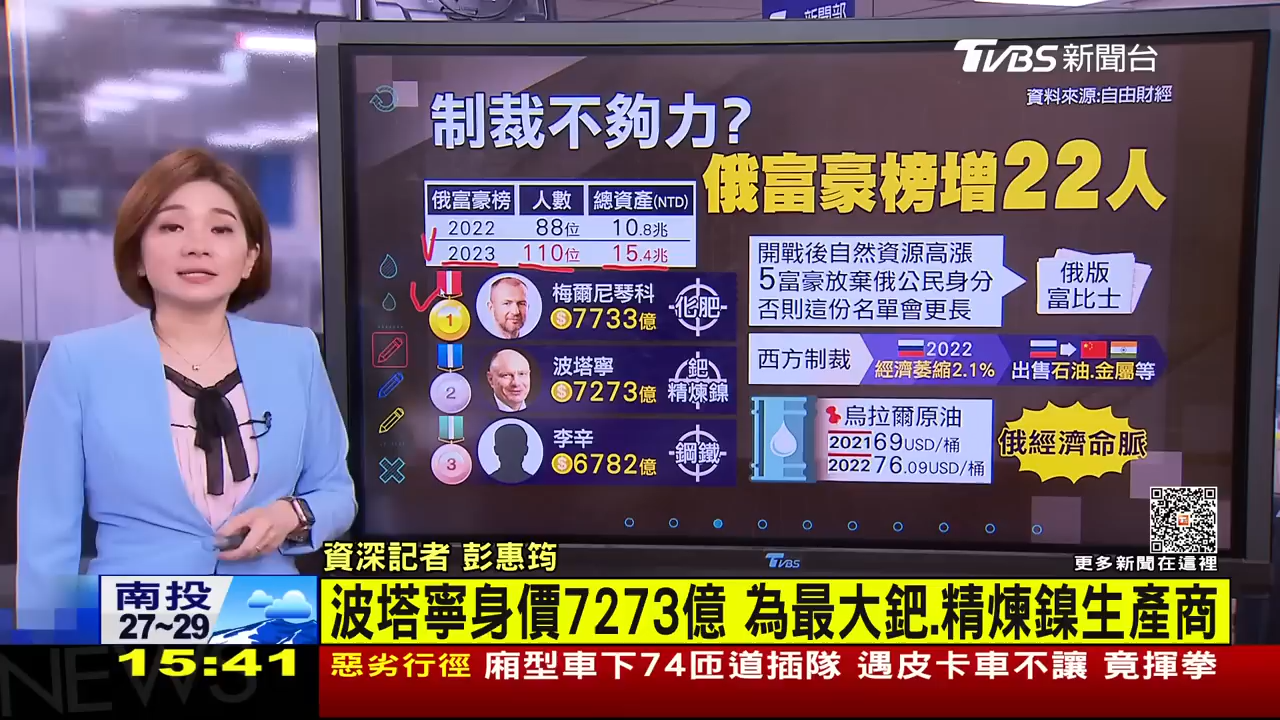 新聞部
TVBS新聞台
資料來源:自由財經
制裁不夠力?
俄富豪榜增22人
俄富豪榜 人數 總資產(NTD)
2022 88位 10.8兆
2023 110位 15.4兆
1 梅爾尼琴科 化肥
$7733億
2 波塔寧 鈀
$7273億 精煉鎳
3 李辛 鋼鐵
$6782億
開戰後自然資源高漲
5富豪放棄俄公民身分
否則這份名單會更長
俄版
富比士
西方制裁
2022
經濟萎縮2.1%
出售石油.金屬等
烏拉爾原油
2021 69USD/桶
2022 76.09USD/桶
俄經濟命脈
TVBS
更多新聞在這裡
資深記者 彭惠筠
南投
27~29
波塔寧身價7273億 為最大鈀.精煉鎳生產商
15:41
惡劣行徑 廂型車下74匝道插隊 遇皮卡車不讓 竟揮拳
NEWS